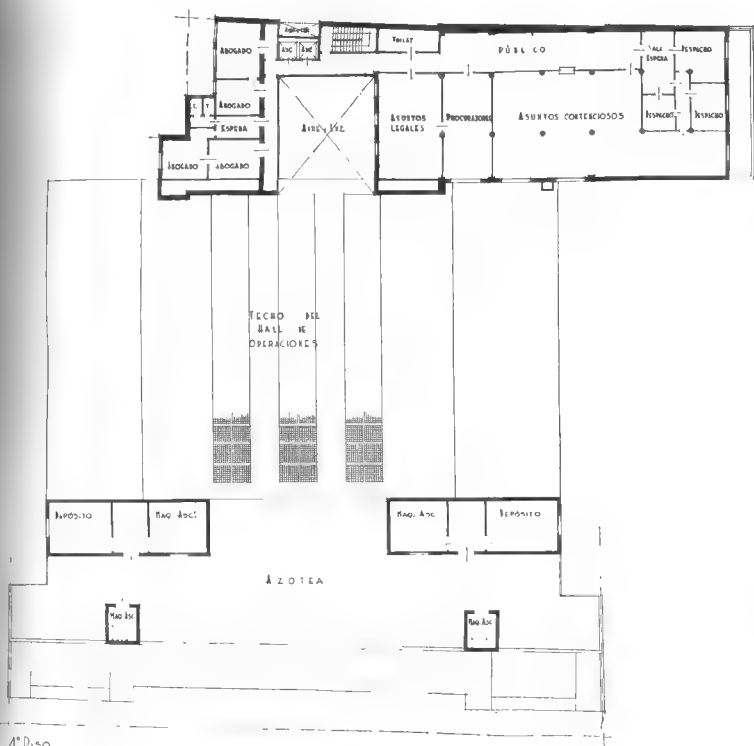 ABOGADO
ASC
ASC
TOILET
PÚBLICO
SALA
ESPERA
DESPACHO
ABOGADO
ESPERA
AIRE Y LUZ
ASUNTOS
LEGALES
PROCURADORES
ASUNTOS CONTENCIOSOS
DESPACHO
DESPACHO
ABOGADO
ABOGADO
TECHO DEL
HALL DE
OPERACIONES
DEPÓSITO
MAQ. ASC.
MAQ. ASC
DEPÓSITO
AZOTEA
MAQ. ASC
MAQ. ASC
4° PISO